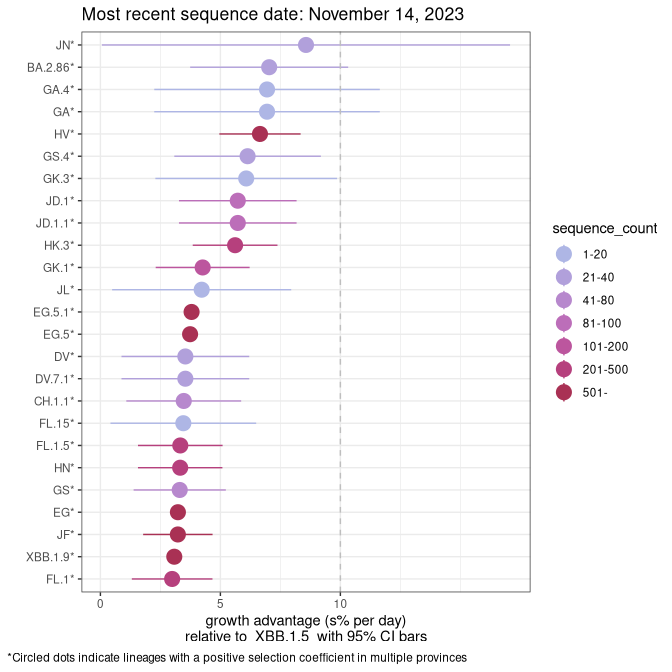 Most recent sequence date: November 14, 2023
JN*
BA.2.86*
GA.4*
GA*
HV*
GS.4*
GK.3*
JD.1*
JD.1.1*
HK.3*
GK.1*
JL*
EG.5.1*
EG.5*
DV*
DV.7.1*
CH.1.1*
FL.15*
FL.1.5*
HN*
GS*
EG*
JF*
XBB.1.9*
FL.1*
0 5 10
growth advantage (s% per day)
relative to XBB.1.5 with 95% CI bars
sequence_count
1-20
21-40
41-80
81-100
101-200
201-500
501-
*Circled dots indicate lineages with a positive selection coefficient in multiple provinces